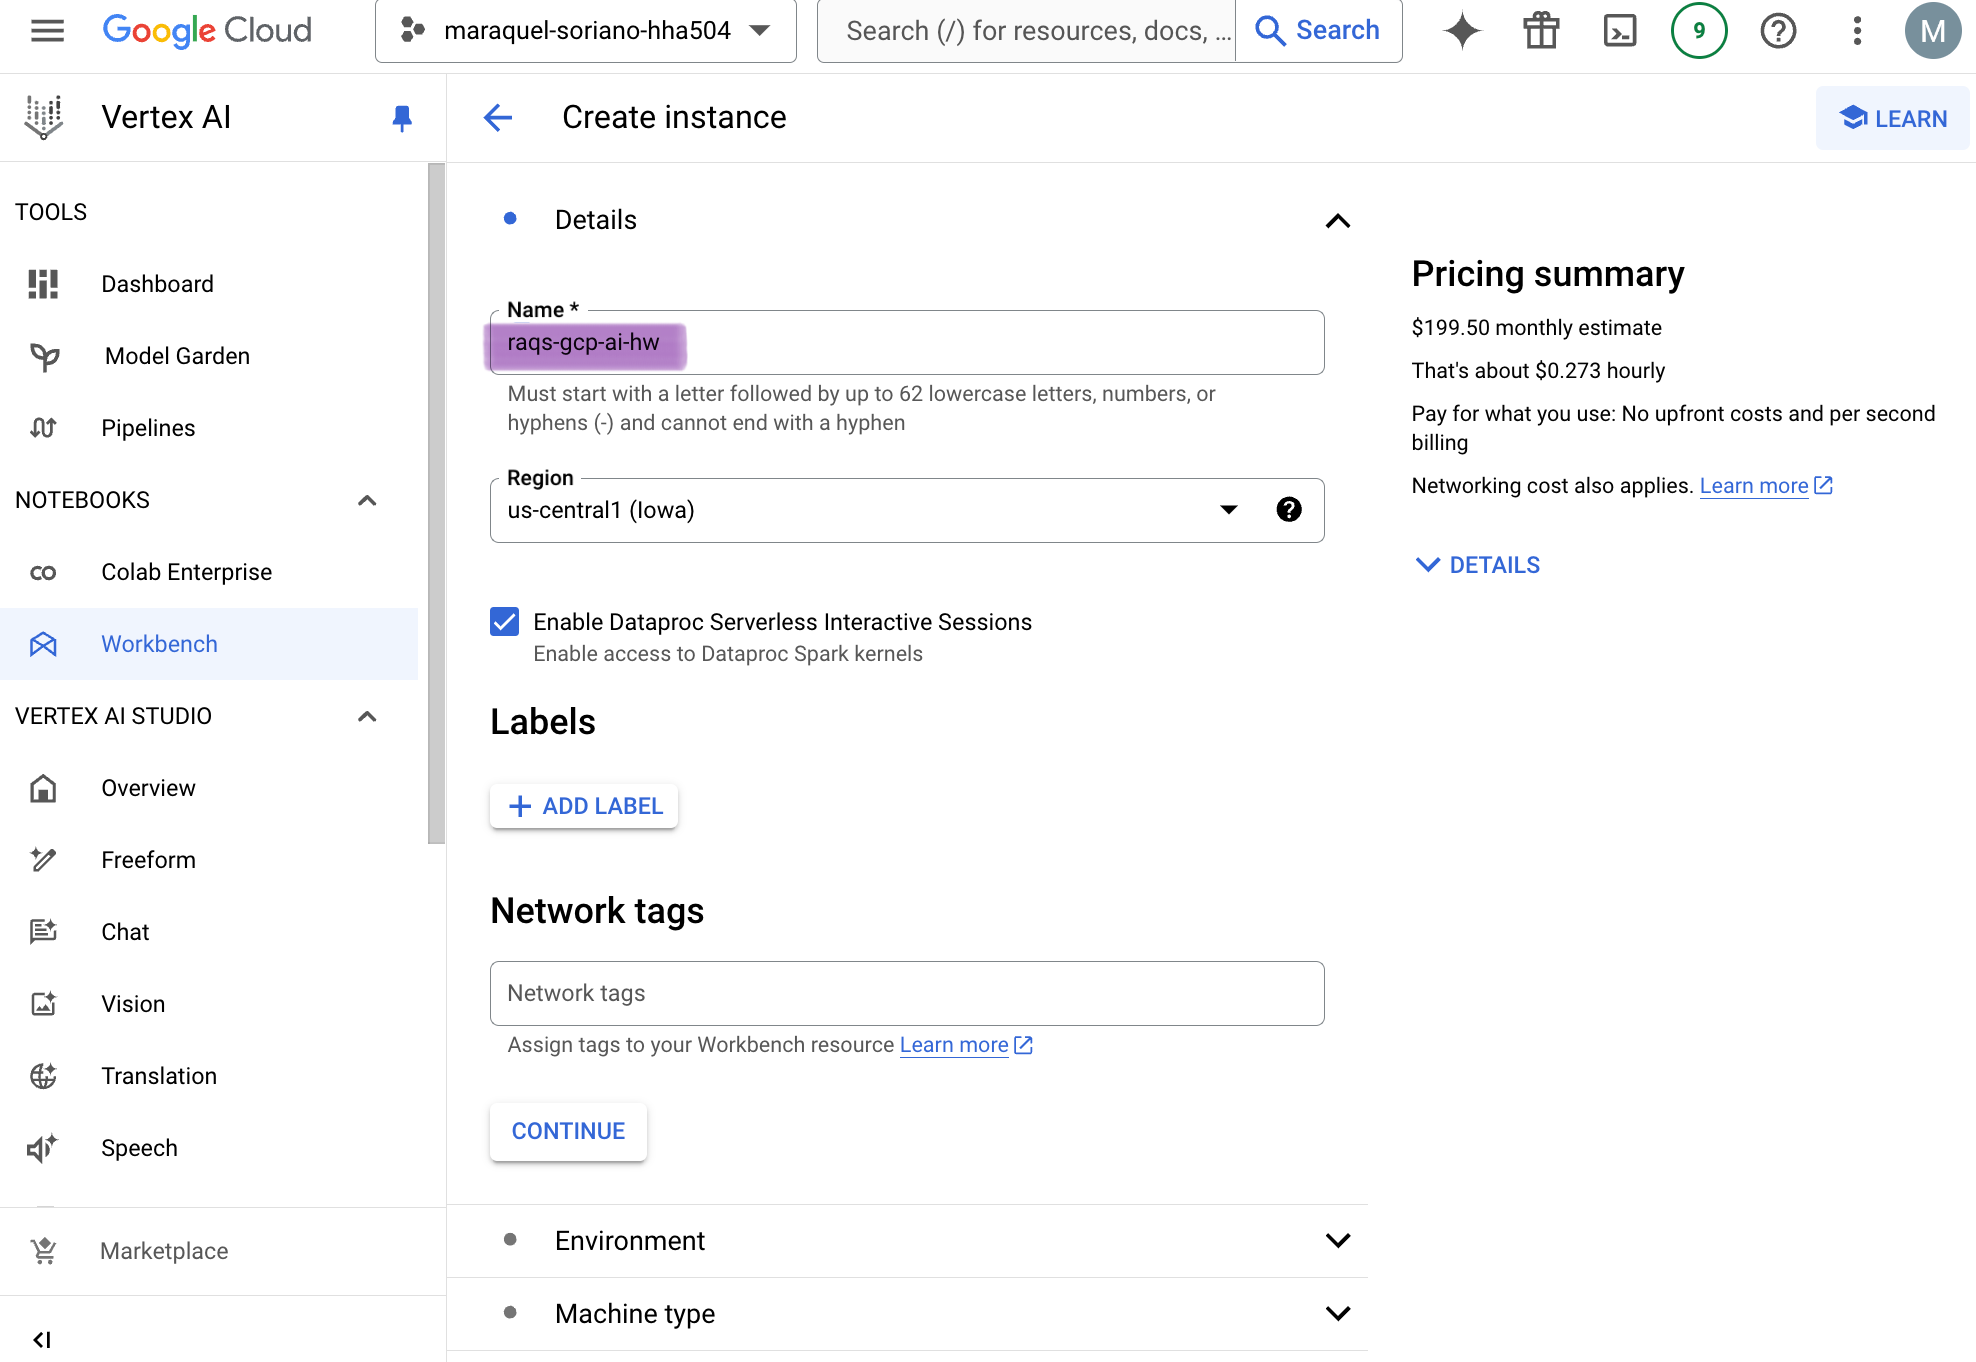 Google Cloud
maraquel-soriano-hha504
Search (/) for resources, docs, ...
Search
9
M
Vertex AI
Create instance
LEARN
TOOLS
Dashboard
Model Garden
Pipelines
NOTEBOOKS
Colab Enterprise
Workbench
VERTEX AI STUDIO
Overview
Freeform
Chat
Vision
Translation
Speech
Marketplace
Details
Name *
raqs-gcp-ai-hw
Must start with a letter followed by up to 62 lowercase letters, numbers, or
hyphens (-) and cannot end with a hyphen
Region
us-central1 (Iowa)
Enable Dataproc Serverless Interactive Sessions
Enable access to Dataproc Spark kernels
Labels
ADD LABEL
Network tags
Network tags
Assign tags to your Workbench resource Learn more
CONTINUE
Environment
Machine type
Pricing summary
$199.50 monthly estimate
That's about $0.273 hourly
Pay for what you use: No upfront costs and per second
billing
Networking cost also applies. Learn more
DETAILS